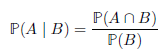 ℙ(A | B) = ℙ(A ∩ B) / ℙ(B)